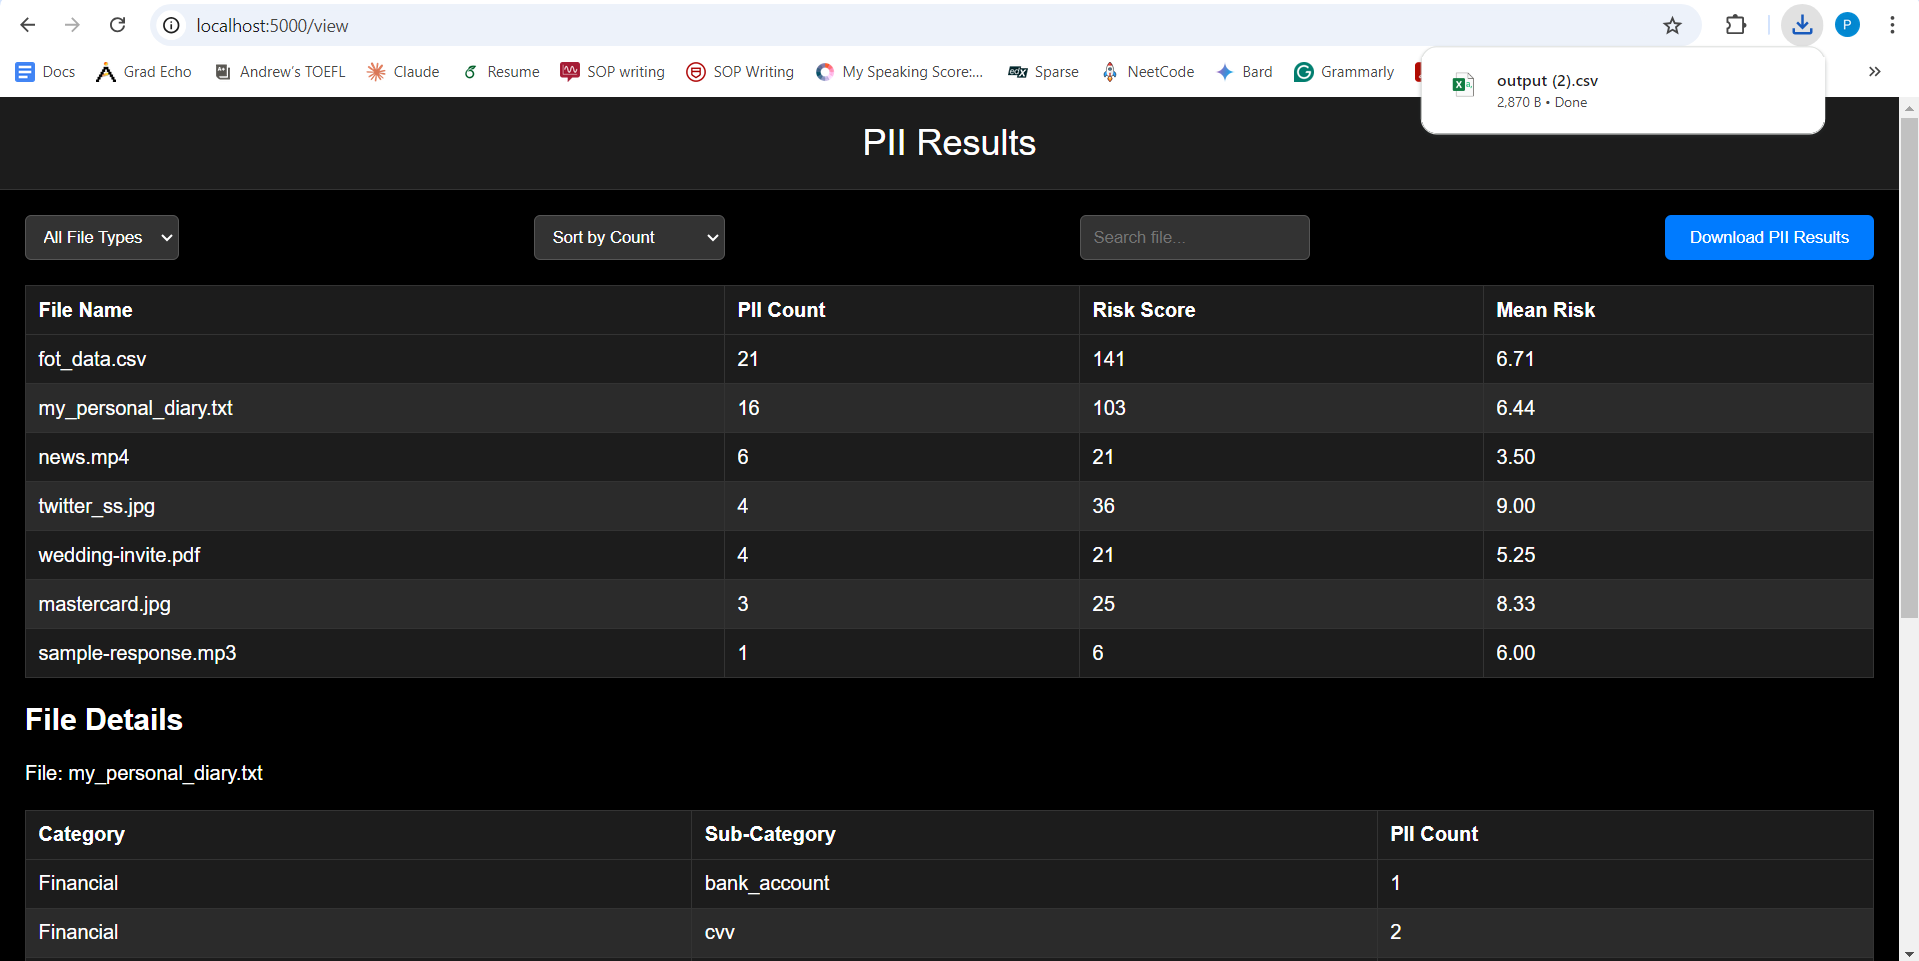 localhost:5000/view
P
Docs Grad Echo Andrew's TOEFL Claude Resume SOP writing SOP Writing My Speaking Score:... edX Sparse NeetCode Bard Grammarly
output (2).csv
2,870 B • Done
PII Results
All File Types Sort by Count Search file... Download PII Results
File Name PII Count Risk Score Mean Risk
fot_data.csv 21 141 6.71
my_personal_diary.txt 16 103 6.44
news.mp4 6 21 3.50
twitter_ss.jpg 4 36 9.00
wedding-invite.pdf 4 21 5.25
mastercard.jpg 3 25 8.33
sample-response.mp3 1 6 6.00
File Details
File: my_personal_diary.txt
Category Sub-Category PII Count
Financial bank_account 1
Financial cvv 2